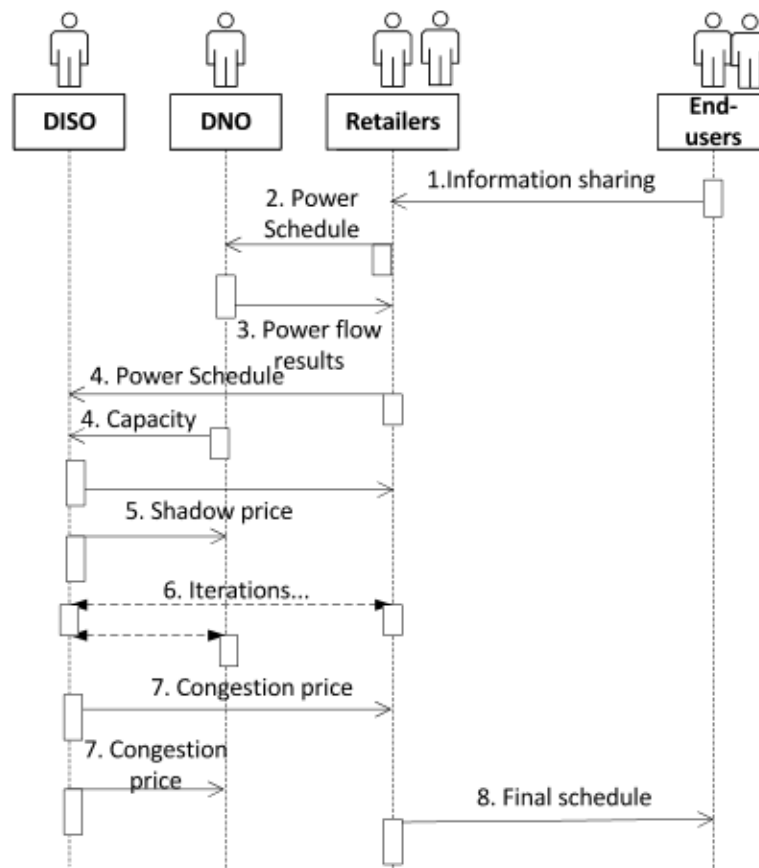 DISO
DNO
Retailers
End-
users
1.Information sharing
2. Power
Schedule
3. Power flow
results
4. Power Schedule
4. Capacity
5. Shadow price
6. Iterations...
7. Congestion price
7. Congestion
price
8. Final schedule